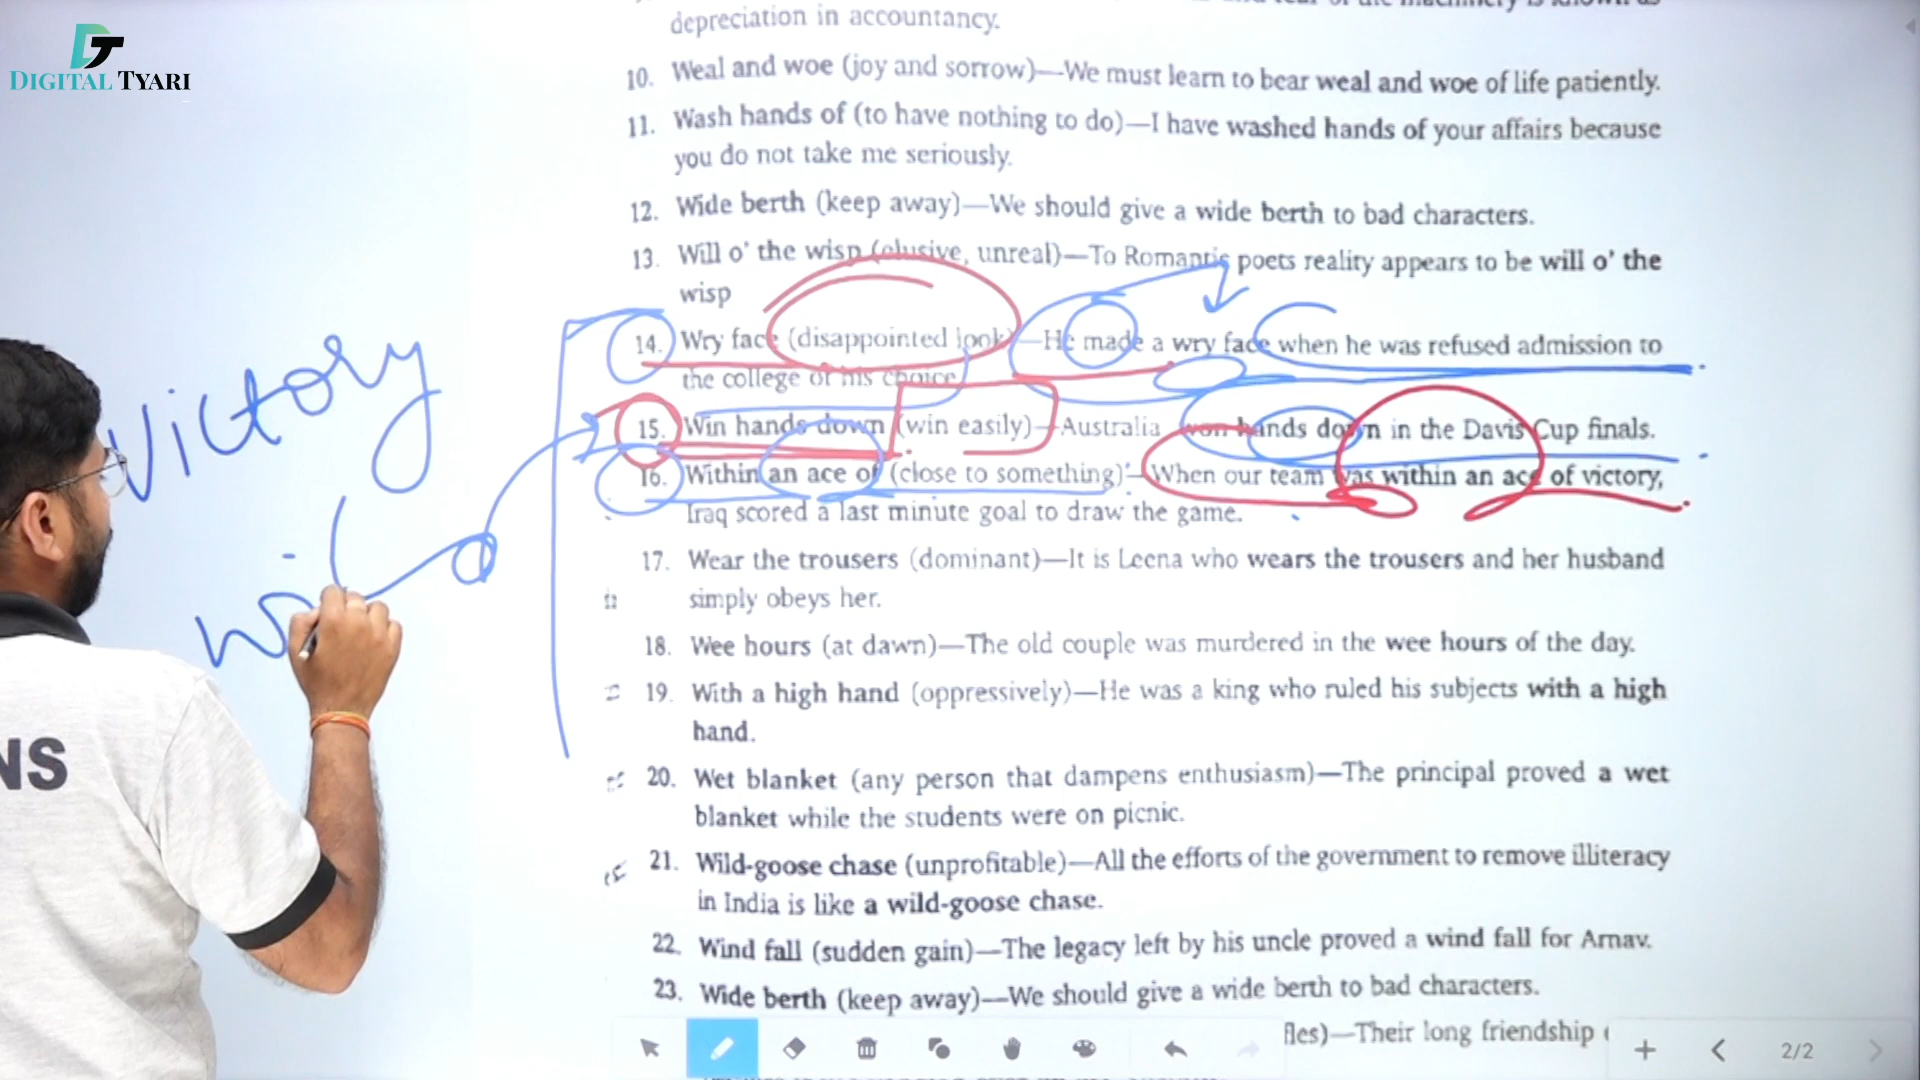 DIGITAL TYARI
depreciation in accountancy.
10. Weal and woe (joy and sorrow)—We must learn to bear weal and woe of life patiently.
11. Wash hands of (to have nothing to do)—I have washed hands of your affairs because
you do not take me seriously.
12. Wide berth (keep away)—We should give a wide berth to bad characters.
13. Will o' the wisp (elusive, unreal)—To Romantic poets reality appears to be will o' the
wisp
14. Wry face (disappointed look)—He made a wry face when he was refused admission to
the college of his choice
15. Win hands down (win easily)—Australia won hands down in the Davis Cup finals.
16. Within an ace of (close to something)—When our team was within an ace of victory,
Iraq scored a last minute goal to draw the game.
17. Wear the trousers (dominant)—It is Leena who wears the trousers and her husband
simply obeys her.
18. Wee hours (at dawn)—The old couple was murdered in the wee hours of the day.
19. With a high hand (oppressively)—He was a king who ruled his subjects with a high
hand.
20. Wet blanket (any person that dampens enthusiasm)—The principal proved a wet
blanket while the students were on picnic.
21. Wild-goose chase (unprofitable)—All the efforts of the government to remove illiteracy
in India is like a wild-goose chase.
22. Wind fall (sudden gain)—The legacy left by his uncle proved a wind fall for Arnav.
23. Wide berth (keep away)—We should give a wide berth to bad characters.
fles)—Their long friendship
Victory
NS
2/2